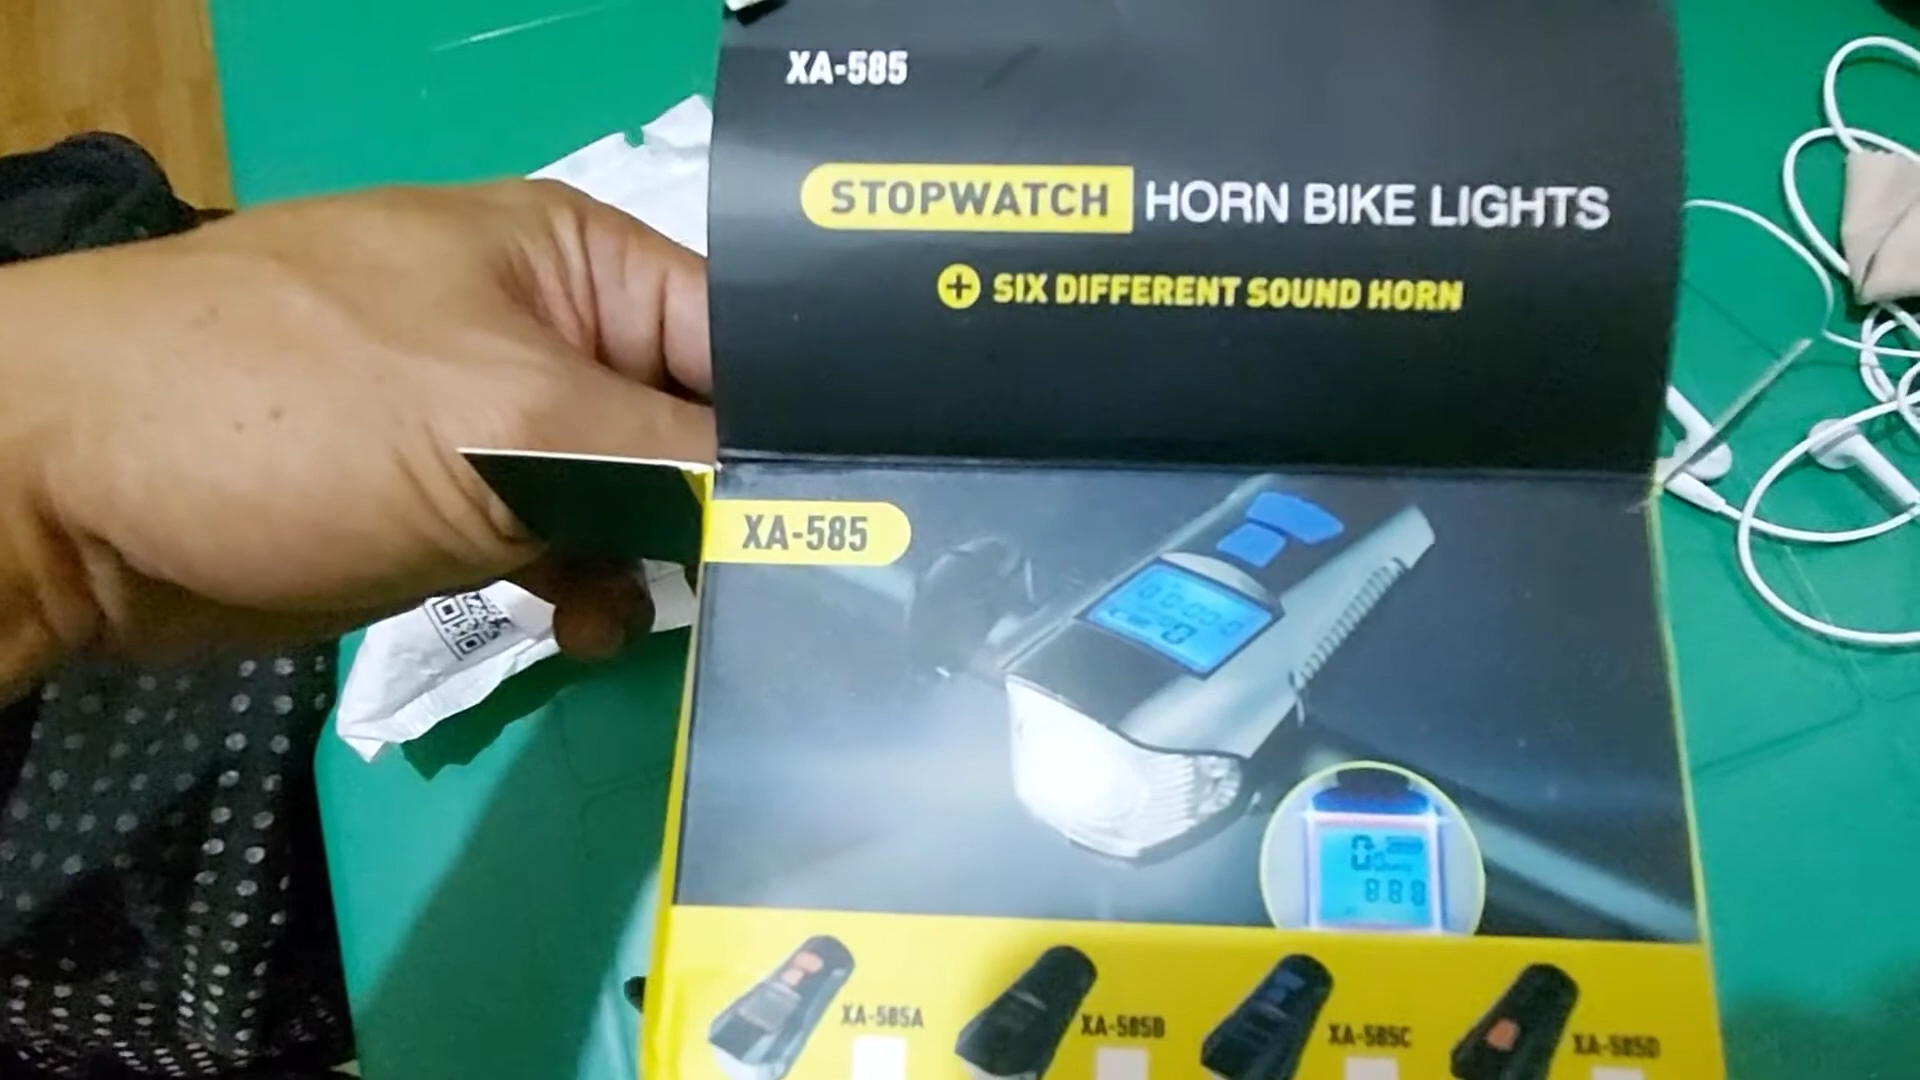 XA-585
STOPWATCH HORN BIKE LIGHTS
+ SIX DIFFERENT SOUND HORN
XA-585
888
XA-585A
XA-585B
XA-585C
XA-585D